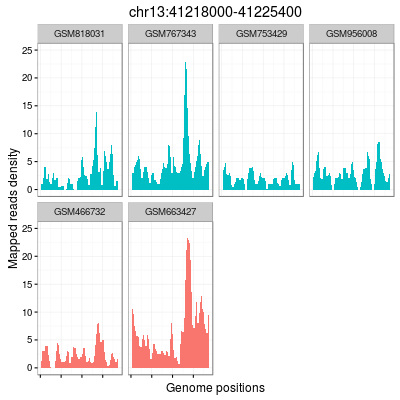 chr13:41218000-41225400
GSM818031 GSM767343 GSM753429 GSM956008
25
20
15
10
5
0
GSM466732 GSM663427
25
20
15
10
5
0
Mapped reads density
Genome positions